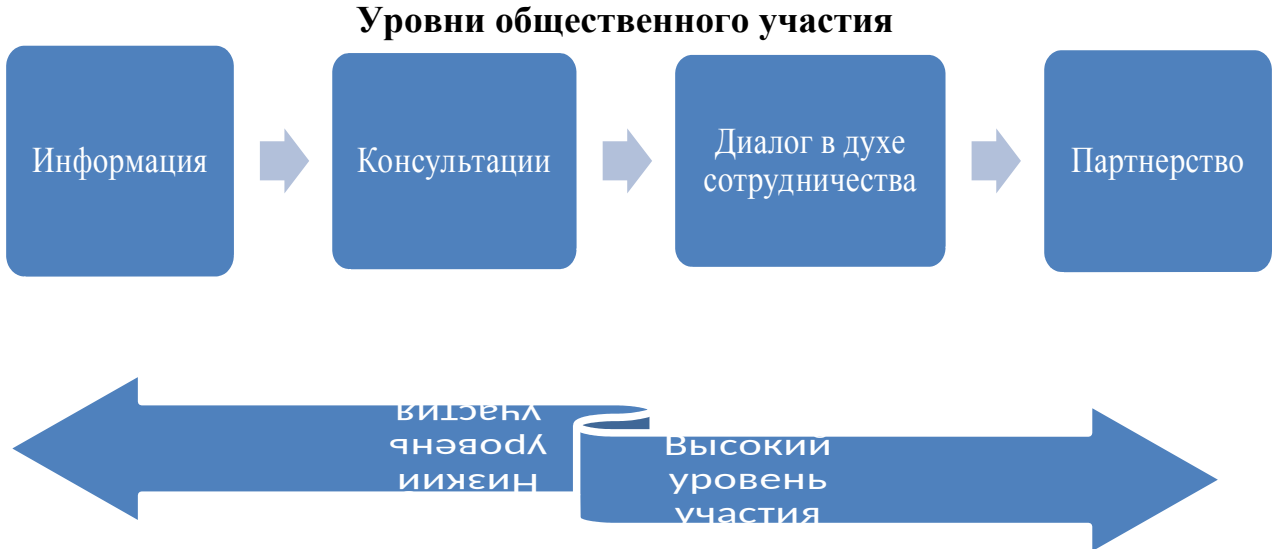 Уровни общественного участия
Информация
Консультации
Диалог в духе
сотрудничества
Партнерство
Низкий
уровень
участия
Высокий
уровень
участия